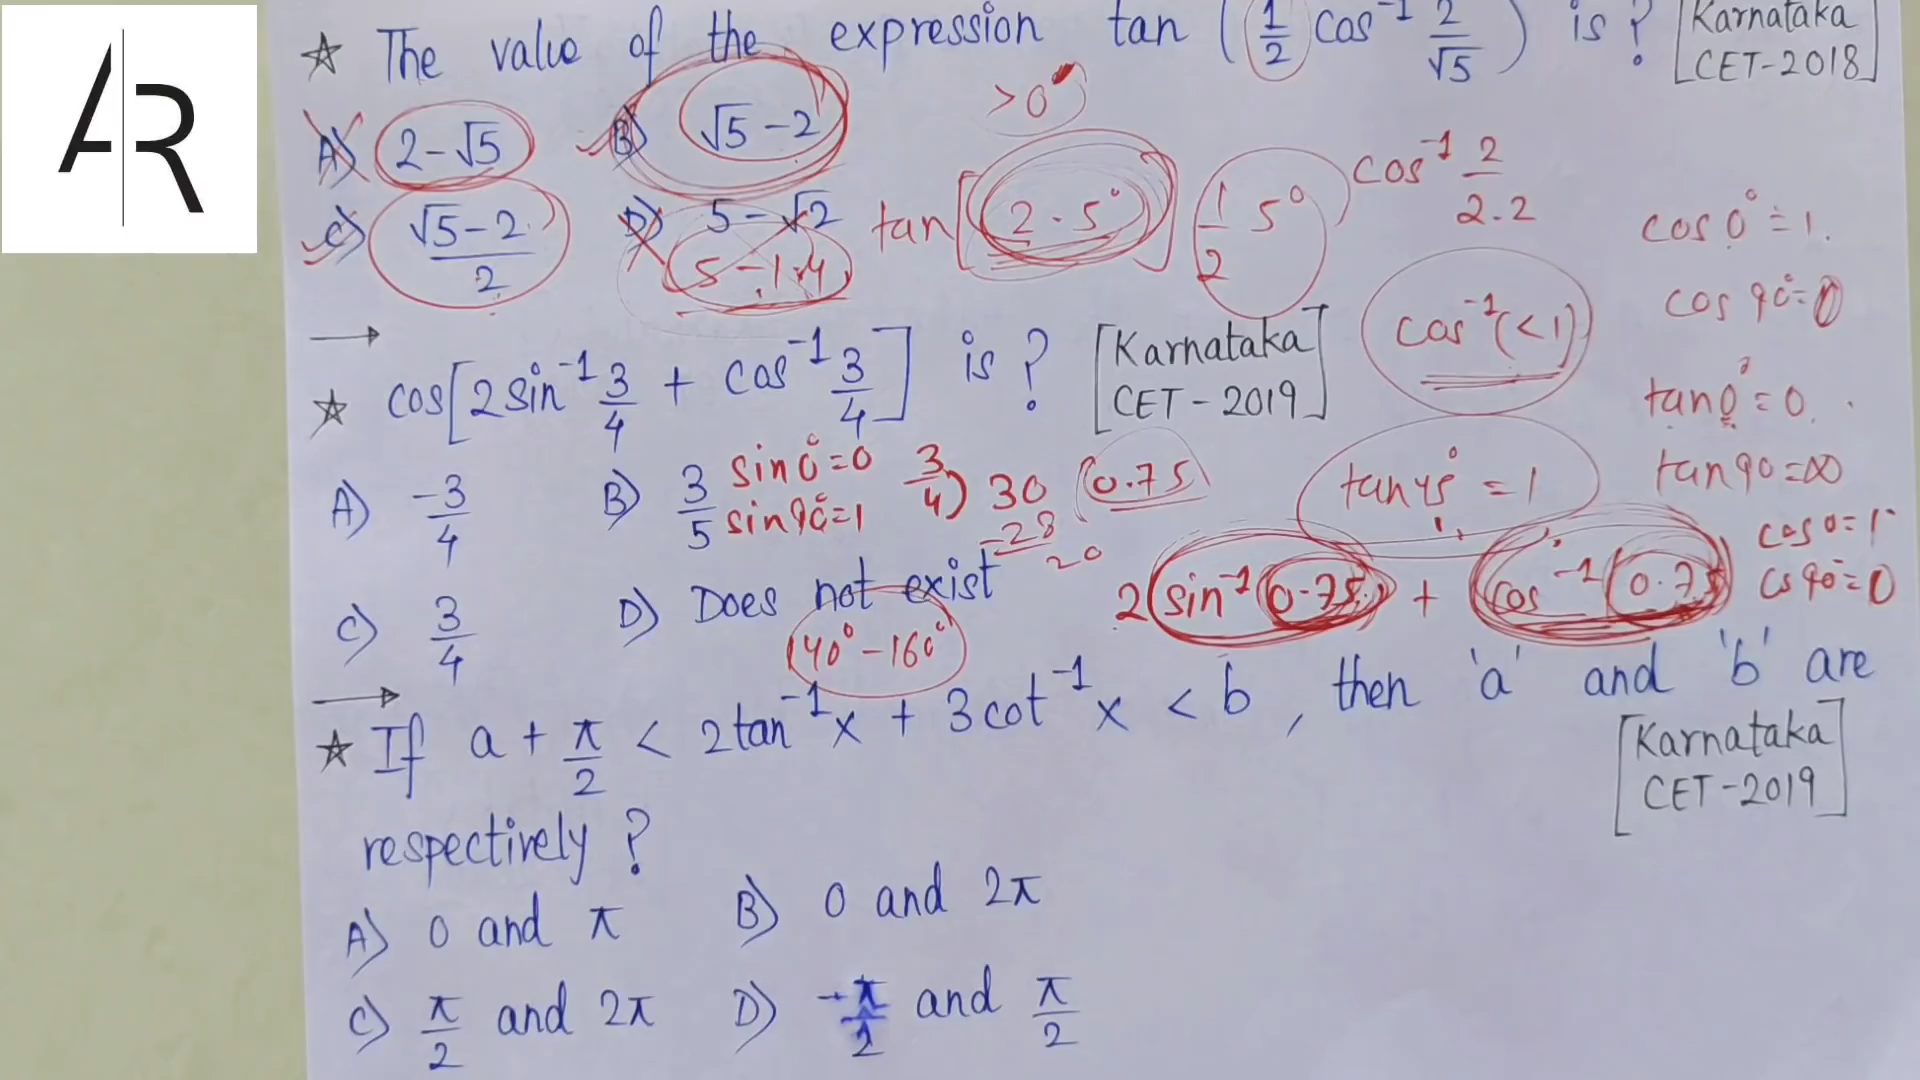 AR
☆ The value of the expression tan (1/2 cos⁻¹ 2/√5) is ? [Karnataka CET-2018]
>0°
A) 2-√5 B) √5-2
cos⁻¹ 2/2.2
C) √5-2/2 D) 5-√2 tan[2.5°] 1/2 5°
5-1.4
cos 0° = 1.
cos 90° = 0
cos⁻¹(<1)
→
☆ cos[2sin⁻¹ 3/4 + cos⁻¹ 3/4] is ? [Karnataka CET-2019]
tan 0° = 0
tan 90 = ∞
tan 45° = 1
A) -3/4 B) 3/5
sin 0° = 0
sin 90° = 1
3/4) 30 0.75
-28
20
cos 0 = 1
cs 90 = 0
C) 3/4 D) Does not exist
2 sin⁻¹(0.75) + cos⁻¹(0.75)
140° - 160°
→
☆ If a + π/2 < 2tan⁻¹x + 3cot⁻¹x < b, then 'a' and 'b' are
respectively ? [Karnataka CET-2019]
A) 0 and π B) 0 and 2π
C) π/2 and 2π D) -π/2 and π/2